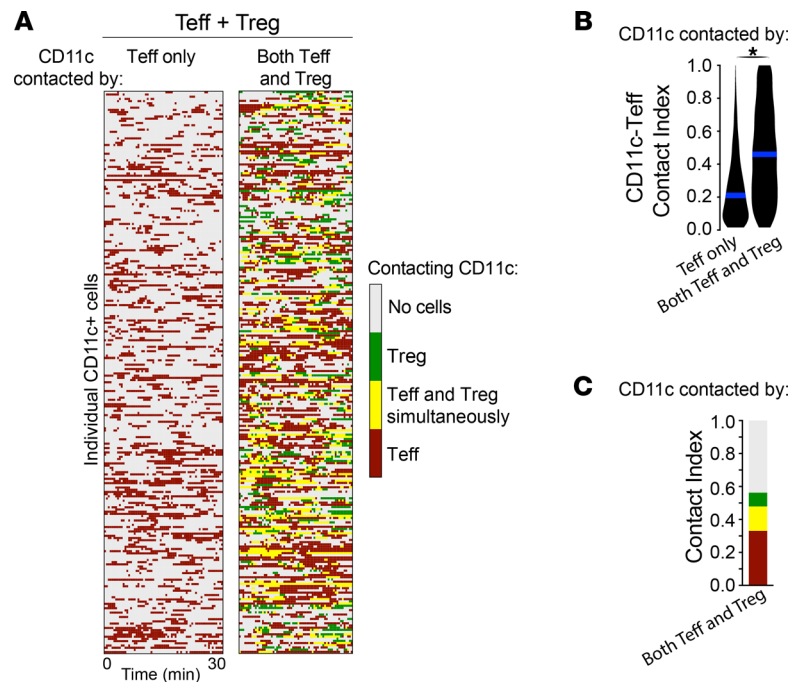 A
Teff + Treg
CD11c
contacted by:
Teff only
Both Teff
and Treg
Individual CD11c+ cells
0
30
Time (min)
Contacting CD11c:
No cells
Treg
Teff and Treg
simultaneously
Teff
B
CD11c contacted by:
*
CD11c-Teff
Contact Index
1.0
0.8
0.6
0.4
0.2
0.0
Teff only
Both Teff and Treg
C
CD11c contacted by:
Contact Index
1.0
0.8
0.6
0.4
0.2
0.0
Both Teff and Treg